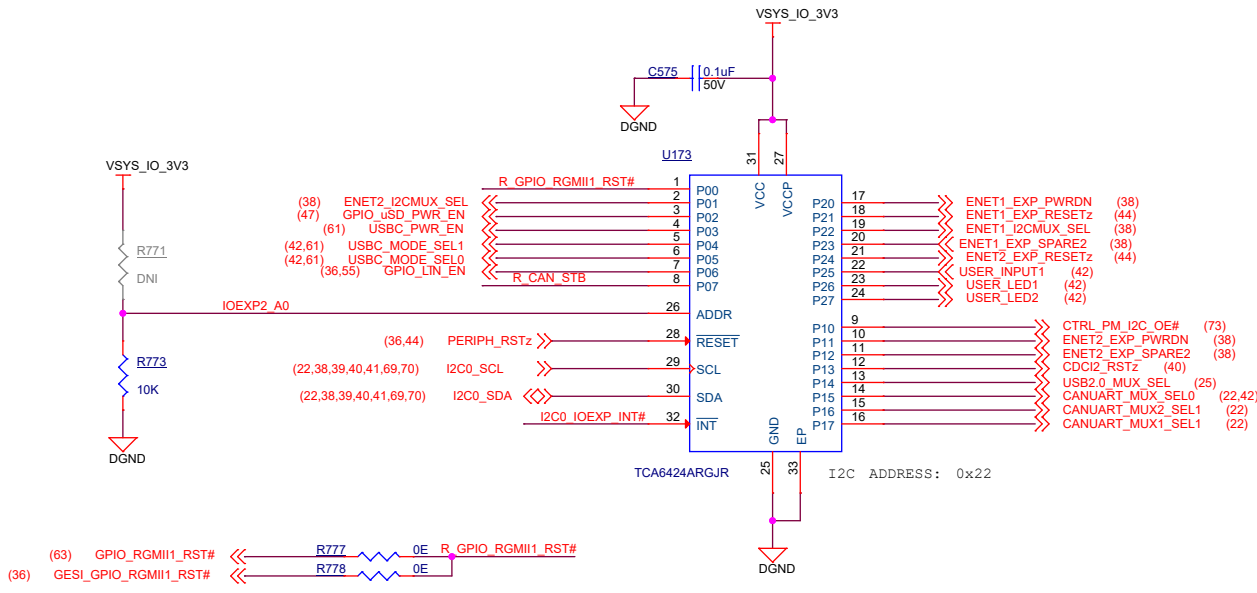 VSYS_IO_3V3
C575 0.1uF
50V
DGND
U173
31 27
VCC VCCP
VSYS_IO_3V3
R771
DNI
R773
10K
DGND
R_GPIO_RGMII1_RST# 1 P00
(38) ENET2_I2CMUX_SEL 2 P01
(47) GPIO_uSD_PWR_EN 3 P02
(61) USBC_PWR_EN 4 P03
(42,61) USBC_MODE_SEL1 5 P04
(42,61) USBC_MODE_SEL0 6 P05
(36,55) GPIO_LIN_EN 7 P06
R_CAN_STB 8 P07
IOEXP2_A0 26 ADDR
(36,44) PERIPH_RSTz 28 RESET
(22,38,39,40,41,69,70) I2C0_SCL 29 SCL
(22,38,39,40,41,69,70) I2C0_SDA 30 SDA
I2C0_IOEXP_INT# 32 INT
P20 17 ENET1_EXP_PWRDN (38)
P21 18 ENET1_EXP_RESETz (44)
P22 19 ENET1_I2CMUX_SEL (38)
P23 20 ENET1_EXP_SPARE2 (38)
P24 21 ENET2_EXP_RESETz (44)
P25 22 USER_INPUT1 (42)
P26 23 USER_LED1 (42)
P27 24 USER_LED2 (42)
P10 9 CTRL_PM_I2C_OE# (73)
P11 10 ENET2_EXP_PWRDN (38)
P12 11 ENET2_EXP_SPARE2 (38)
P13 12 CDCI2_RSTz (40)
P14 13 USB2.0_MUX_SEL (25)
P15 14 CANUART_MUX_SEL0 (22,42)
P16 15 CANUART_MUX2_SEL1 (22)
P17 16 CANUART_MUX1_SEL1 (22)
GND EP
25 33
TCA6424ARGJR I2C ADDRESS: 0x22
DGND
(63) GPIO_RGMII1_RST# R777 0E R_GPIO_RGMII1_RST#
(36) GESI_GPIO_RGMII1_RST# R778 0E